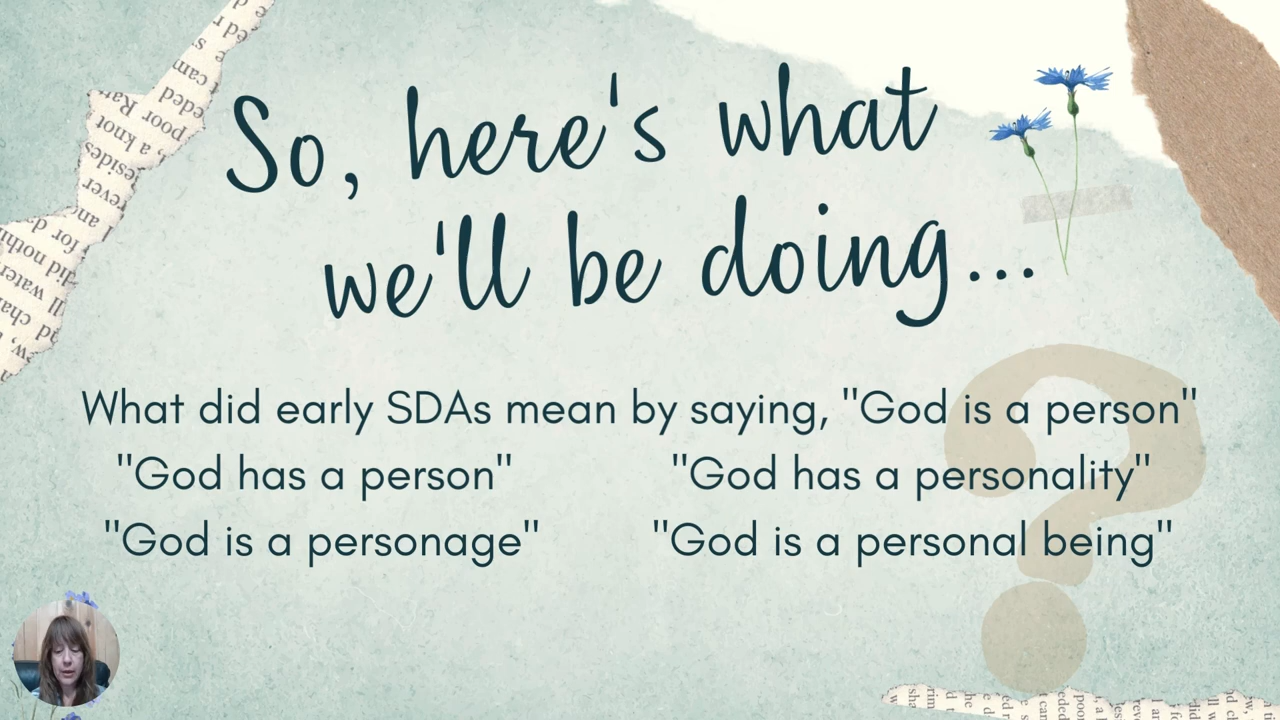 So, here's what
we'll be doing...
What did early SDAs mean by saying, "God is a person"
"God has a person" "God has a personality"
"God is a personage" "God is a personal being"